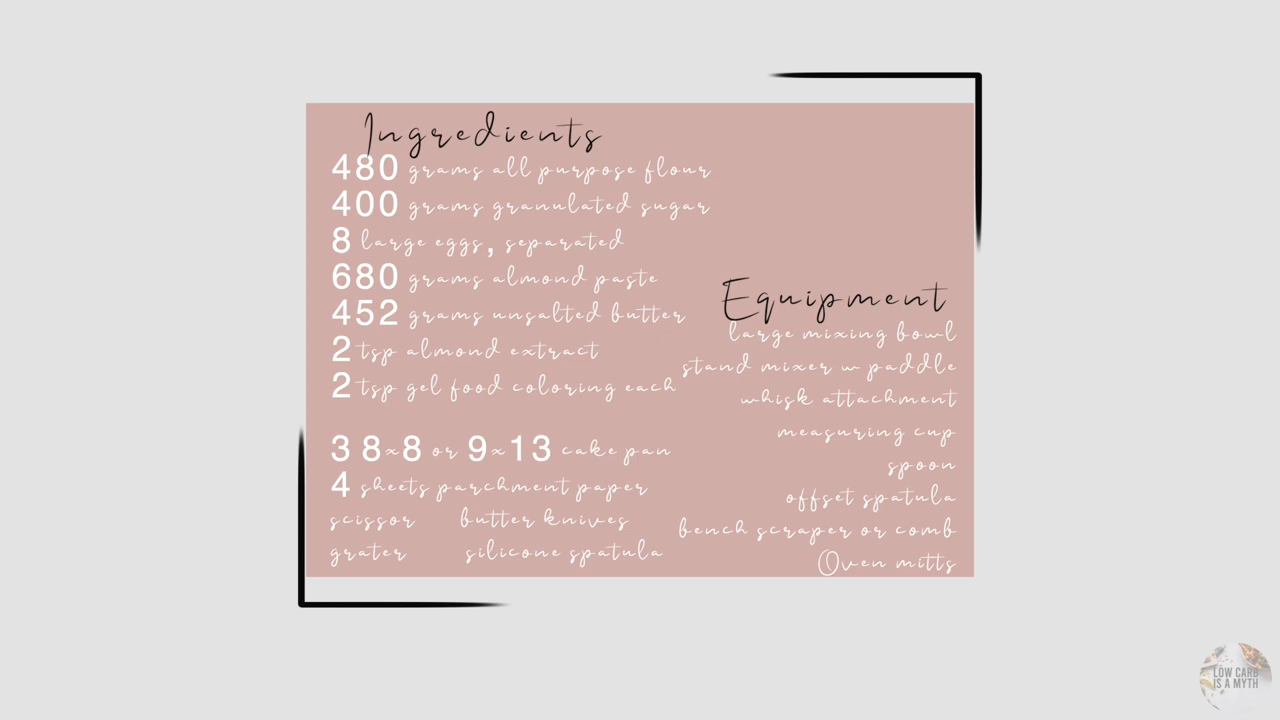 Ingredients
480 grams all purpose flour
400 grams granulated sugar
8 large eggs, separated
680 grams almond paste
452 grams unsalted butter
2 tsp almond extract
2 tsp gel food coloring each
3 8x8 or 9x13 cake pan
4 sheets parchment paper
scissor butter knives
grater silicone spatula
Equipment
large mixing bowl
stand mixer w paddle
whisk attachment
measuring cup
spoon
offset spatula
bench scraper or comb
Oven mitts
LOW CARB
IS A MYTH